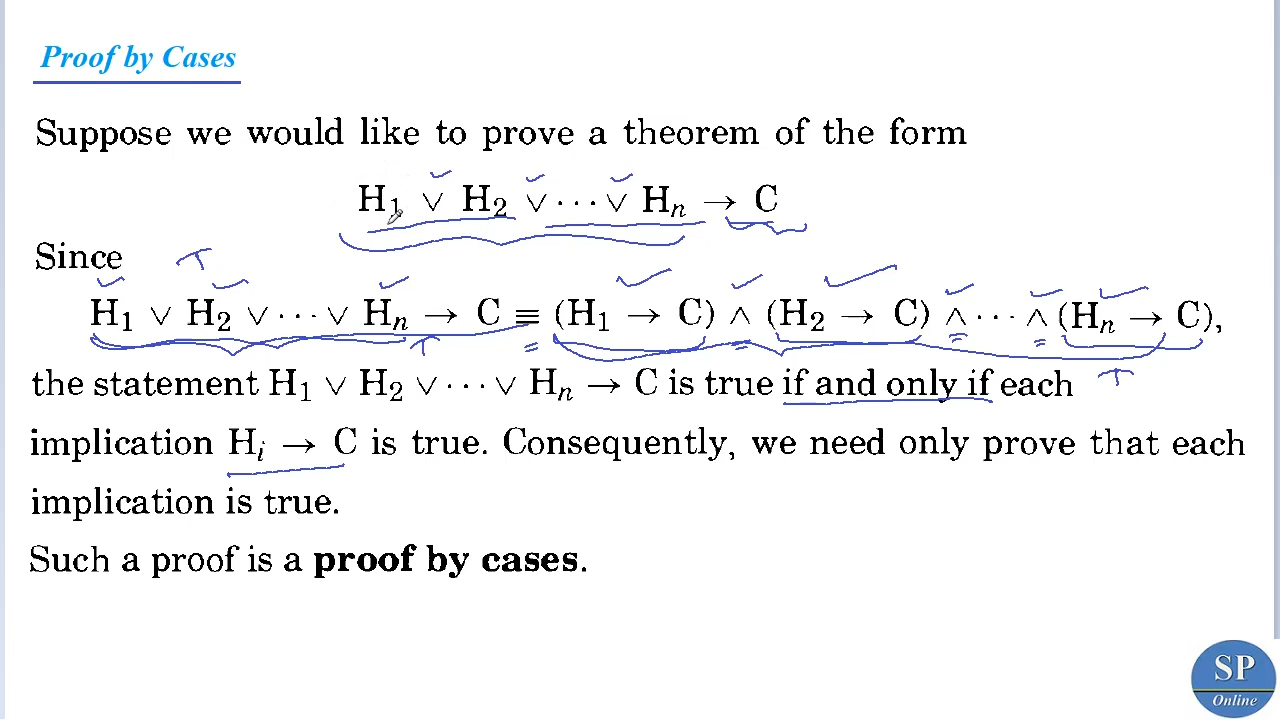 Proof by Cases
Suppose we would like to prove a theorem of the form
H₁ ∨ H₂ ∨ ··· ∨ Hₙ → C
Since
T
H₁ ∨ H₂ ∨ ··· ∨ Hₙ → C ≡ (H₁ → C) ∧ (H₂ → C) ∧ ··· ∧ (Hₙ → C),
T
the statement H₁ ∨ H₂ ∨ ··· ∨ Hₙ → C is true if and only if each T
implication Hᵢ → C is true. Consequently, we need only prove that each
implication is true.
Such a proof is a proof by cases.
SP
Online